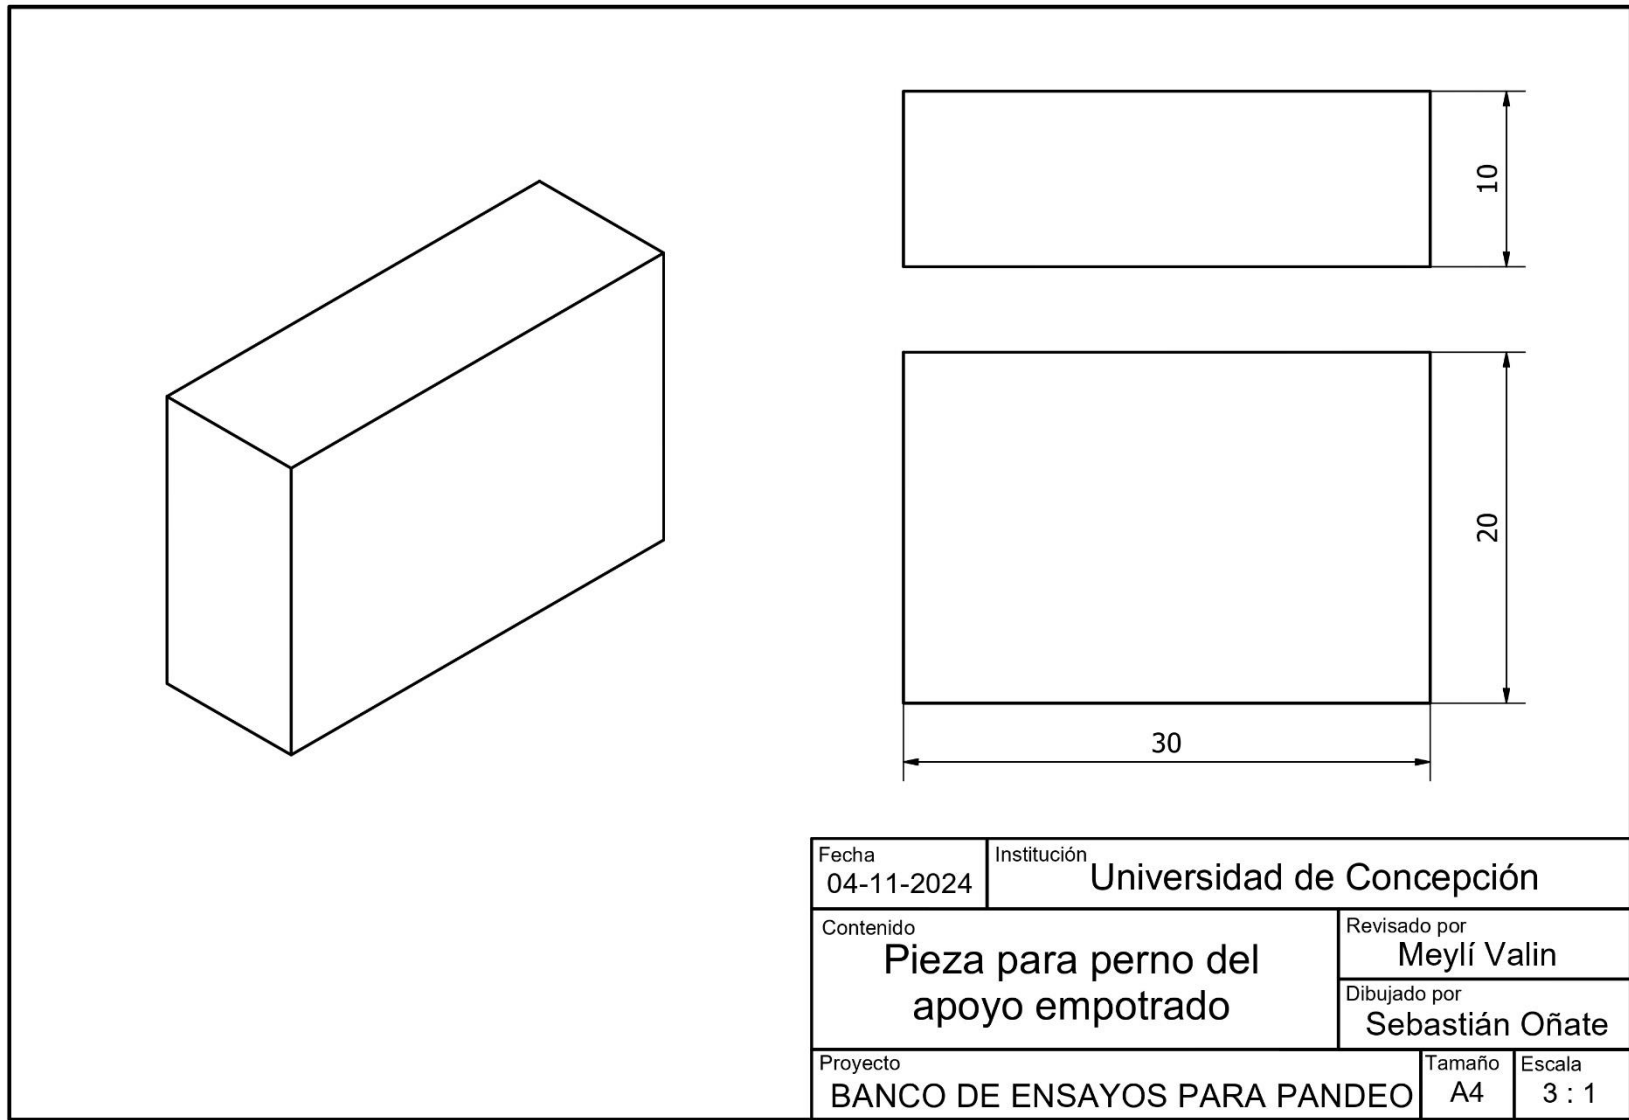 10
20
30
Fecha
04-11-2024
Institución
Universidad de Concepción
Contenido
Pieza para perno del
apoyo empotrado
Revisado por
Meylí Valin
Dibujado por
Sebastián Oñate
Proyecto
BANCO DE ENSAYOS PARA PANDEO
Tamaño
A4
Escala
3 : 1